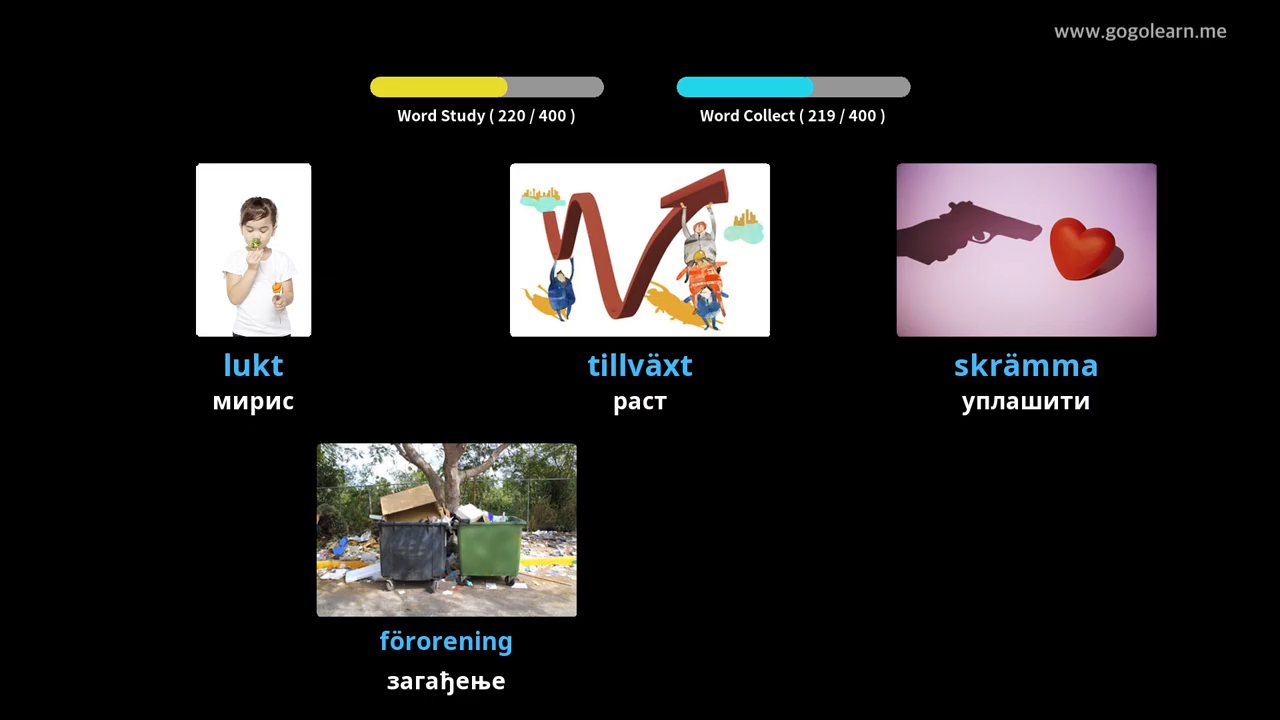 www.gogolearn.me
Word Study ( 220 / 400 )
Word Collect ( 219 / 400 )
lukt
мирис
tillväxt
раст
skrämma
уплашити
förorening
загађење